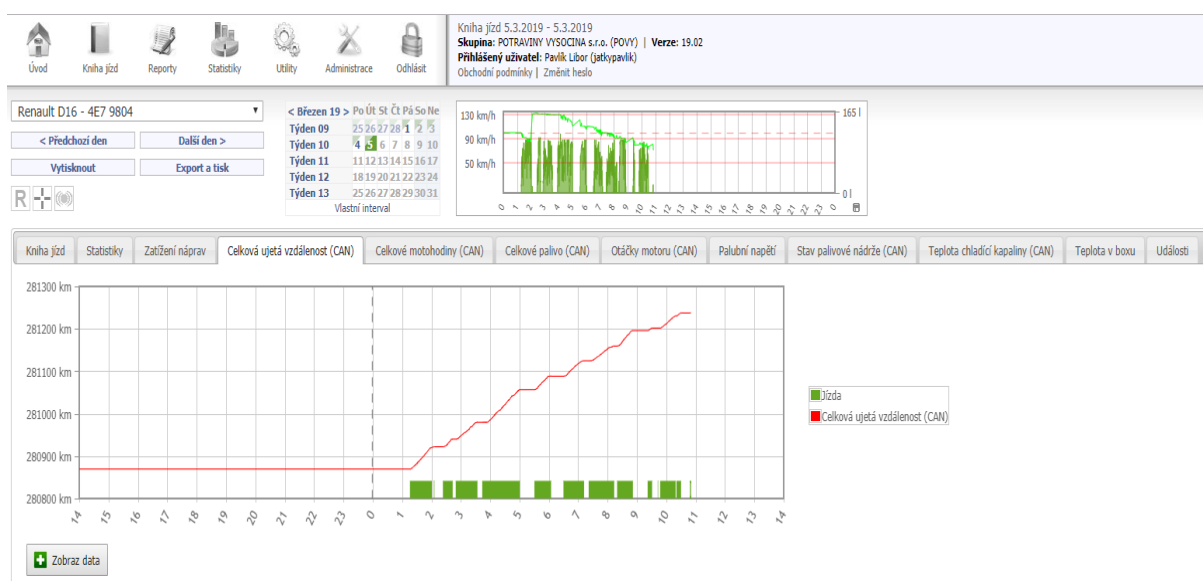 Úvod
Kniha jízd
Reporty
Statistiky
Utility
Administrace
Odhlásit
Kniha jízd 5.3.2019 - 5.3.2019
Skupina: POTRAVINY VYSOCINA s.r.o. (POVY) | Verze: 19.02
Přihlášený uživatel: Pavlík Libor (jatkypavlik)
Obchodní podmínky | Změnit heslo
Renault D16 - 4E7 9804
< Předchozí den
Další den >
Vytisknout
Export a tisk
R
< Březen 19 > Po Út St Čt Pá So Ne
Týden 09 25 26 27 28 1 2 3
Týden 10 4 5 6 7 8 9 10
Týden 11 11 12 13 14 15 16 17
Týden 12 18 19 20 21 22 23 24
Týden 13 25 26 27 28 29 30 31
Vlastní interval
130 km/h
90 km/h
50 km/h
165 l
0 l
0 1 2 3 4 5 6 7 8 9 10 11 12 13 14 15 16 17 18 19 20 21 22 23 0
Kniha jízd
Statistiky
Zatížení náprav
Celková ujetá vzdálenost (CAN)
Celkové motohodiny (CAN)
Celkové palivo (CAN)
Otáčky motoru (CAN)
Palubní napětí
Stav palivové nádrže (CAN)
Teplota chladící kapaliny (CAN)
Teplota v boxu
Události
281300 km
281200 km
281100 km
281000 km
280900 km
280800 km
14 15 16 17 18 19 20 21 22 23 0 1 2 3 4 5 6 7 8 9 10 11 12 13 14
Jízda
Celková ujetá vzdálenost (CAN)
Zobraz data